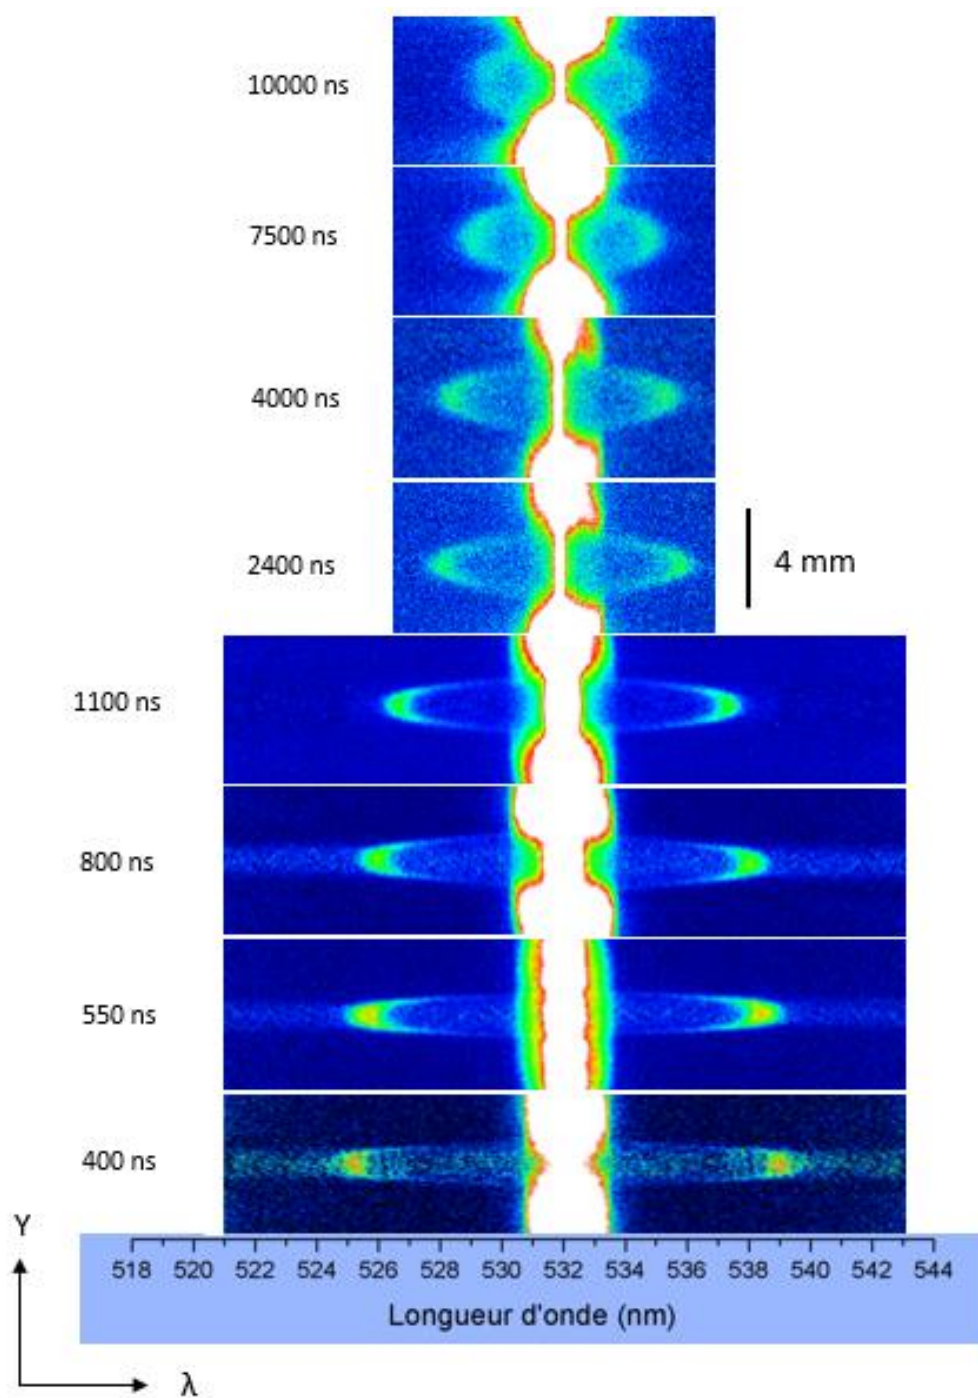 10000 ns
7500 ns
4000 ns
2400 ns
4 mm
1100 ns
800 ns
550 ns
400 ns
Y
518 520 522 524 526 528 530 532 534 536 538 540 542 544
Longueur d'onde (nm)
λ